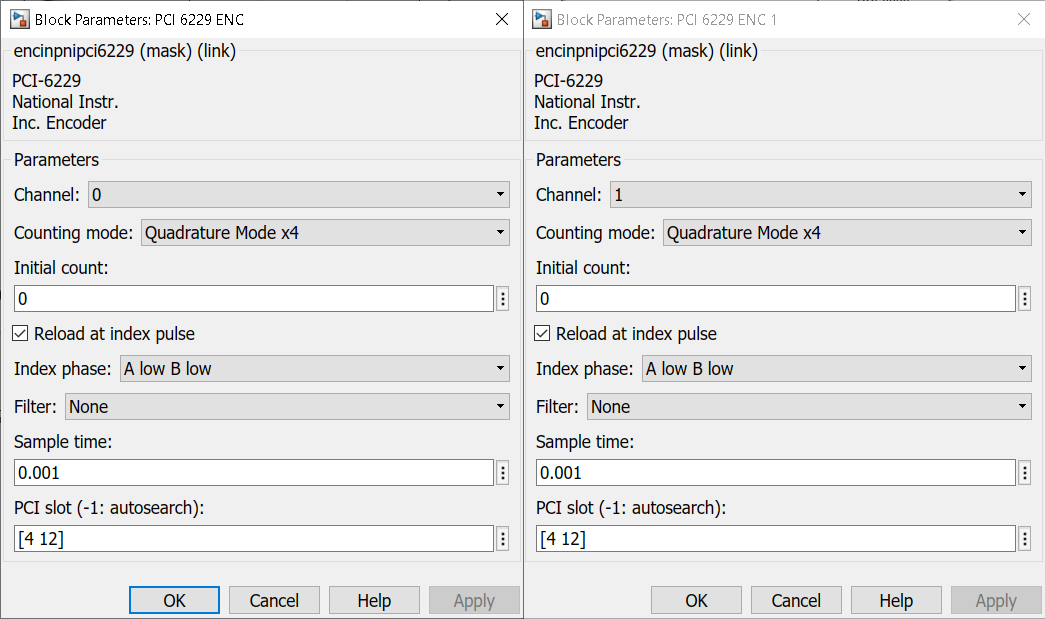 Block Parameters: PCI 6229 ENC
encinpnipci6229 (mask) (link)
PCI-6229
National Instr.
Inc. Encoder
Parameters
Channel: 0
Counting mode: Quadrature Mode x4
Initial count:
0
Reload at index pulse
Index phase: A low B low
Filter: None
Sample time:
0.001
PCI slot (-1: autosearch):
[4 12]
OK Cancel Help Apply
Block Parameters: PCI 6229 ENC 1
encinpnipci6229 (mask) (link)
PCI-6229
National Instr.
Inc. Encoder
Parameters
Channel: 1
Counting mode: Quadrature Mode x4
Initial count:
0
Reload at index pulse
Index phase: A low B low
Filter: None
Sample time:
0.001
PCI slot (-1: autosearch):
[4 12]
OK Cancel Help Apply